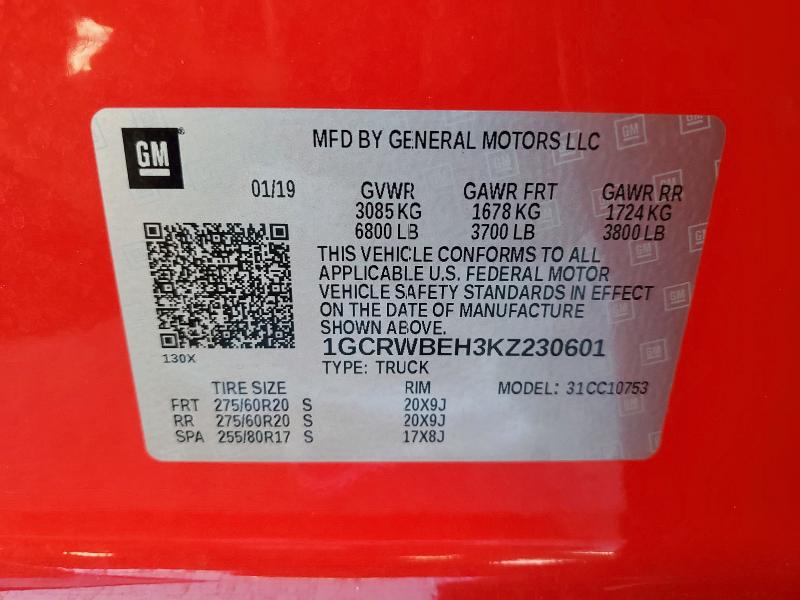 GM
MFD BY GENERAL MOTORS LLC
01/19 GVWR GAWR FRT GAWR RR
3085 KG 1678 KG 1724 KG
6800 LB 3700 LB 3800 LB
THIS VEHICLE CONFORMS TO ALL
APPLICABLE U.S. FEDERAL MOTOR
VEHICLE SAFETY STANDARDS IN EFFECT
ON THE DATE OF MANUFACTURE
SHOWN ABOVE.
130X
1GCRWBEH3KZ230601
TYPE: TRUCK
TIRE SIZE RIM MODEL: 31CC10753
FRT 275/60R20 S 20X9J
RR 275/60R20 S 20X9J
SPA 255/80R17 S 17X8J